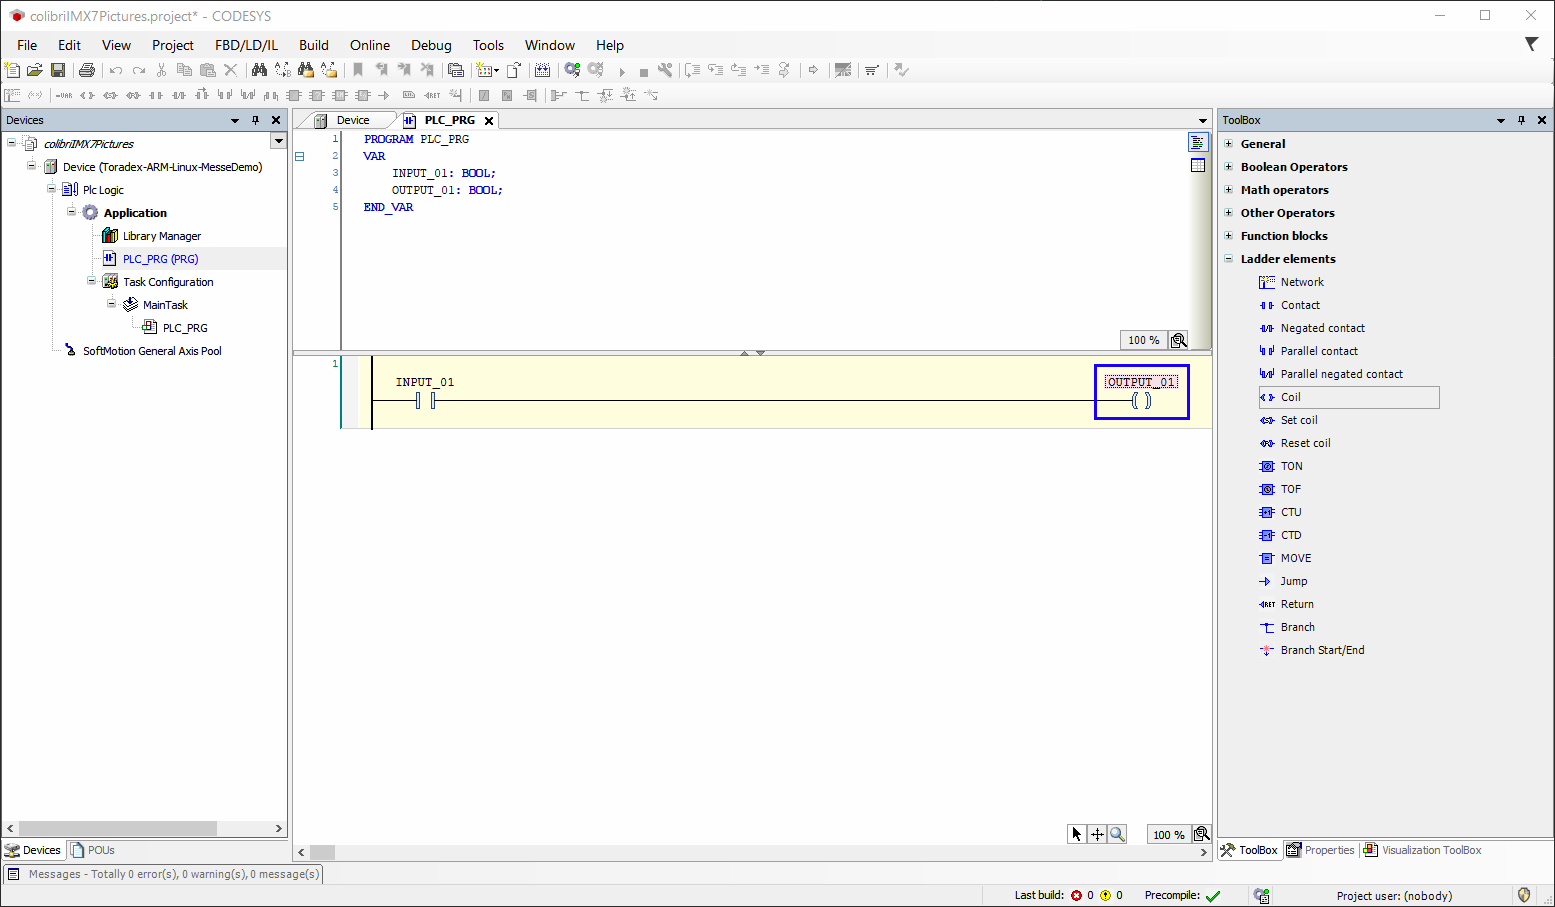 colibriIMX7Pictures.project* - CODESYS
File Edit View Project FBD/LD/IL Build Online Debug Tools Window Help
Devices
colibriIMX7Pictures
Device (Toradex-ARM-Linux-MesseDemo)
Plc Logic
Application
Library Manager
PLC_PRG (PRG)
Task Configuration
MainTask
PLC_PRG
SoftMotion General Axis Pool
Devices POUs
Device PLC_PRG
1 PROGRAM PLC_PRG
2 VAR
3 INPUT_01: BOOL;
4 OUTPUT_01: BOOL;
5 END_VAR
100 %
1
INPUT_01 OUTPUT_01
100 %
ToolBox
General
Boolean Operators
Math operators
Other Operators
Function blocks
Ladder elements
Network
Contact
Negated contact
Parallel contact
Parallel negated contact
Coil
Set coil
Reset coil
TON
TOF
CTU
CTD
MOVE
Jump
RET Return
Branch
Branch Start/End
ToolBox Properties Visualization ToolBox
Messages - Totally 0 error(s), 0 warning(s), 0 message(s)
Last build: 0 0 Precompile: Project user: (nobody)